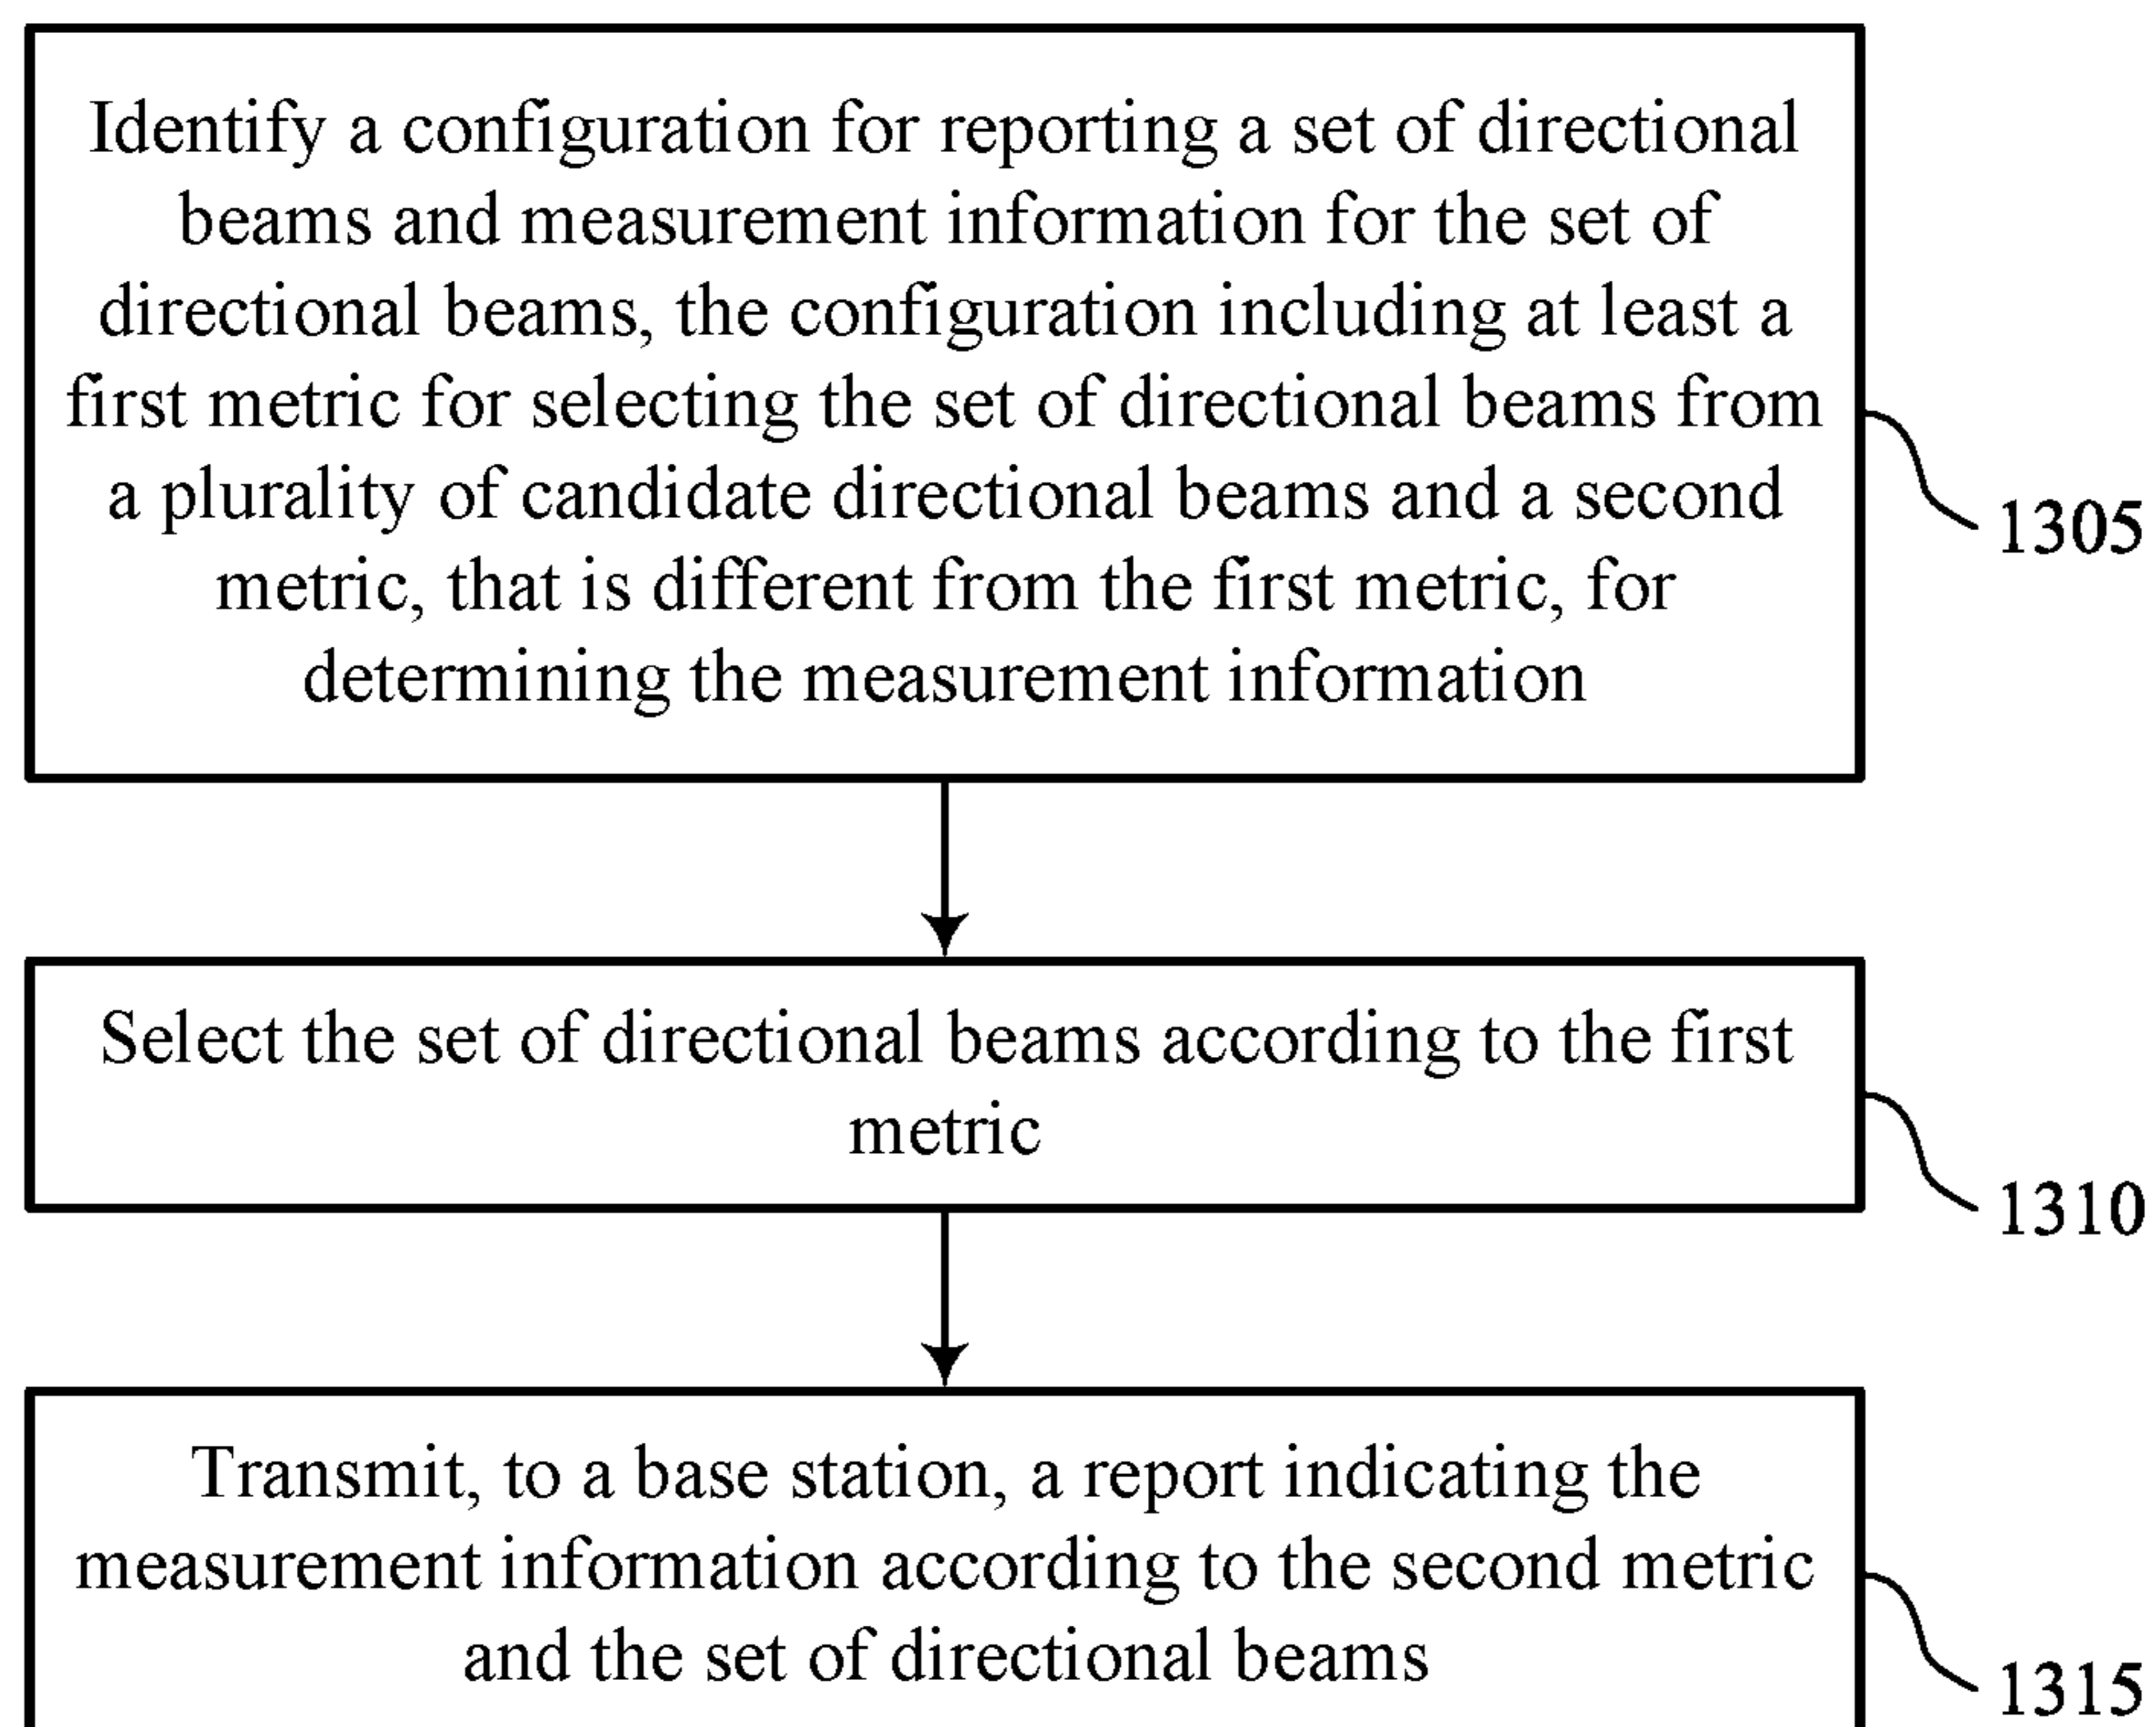 Identify a configuration for reporting a set of directional
beams and measurement information for the set of
directional beams, the configuration including at least a
first metric for selecting the set of directional beams from
a plurality of candidate directional beams and a second
metric, that is different from the first metric, for
determining the measurement information
1305
Select the set of directional beams according to the first
metric
1310
Transmit, to a base station, a report indicating the
measurement information according to the second metric
and the set of directional beams
1315